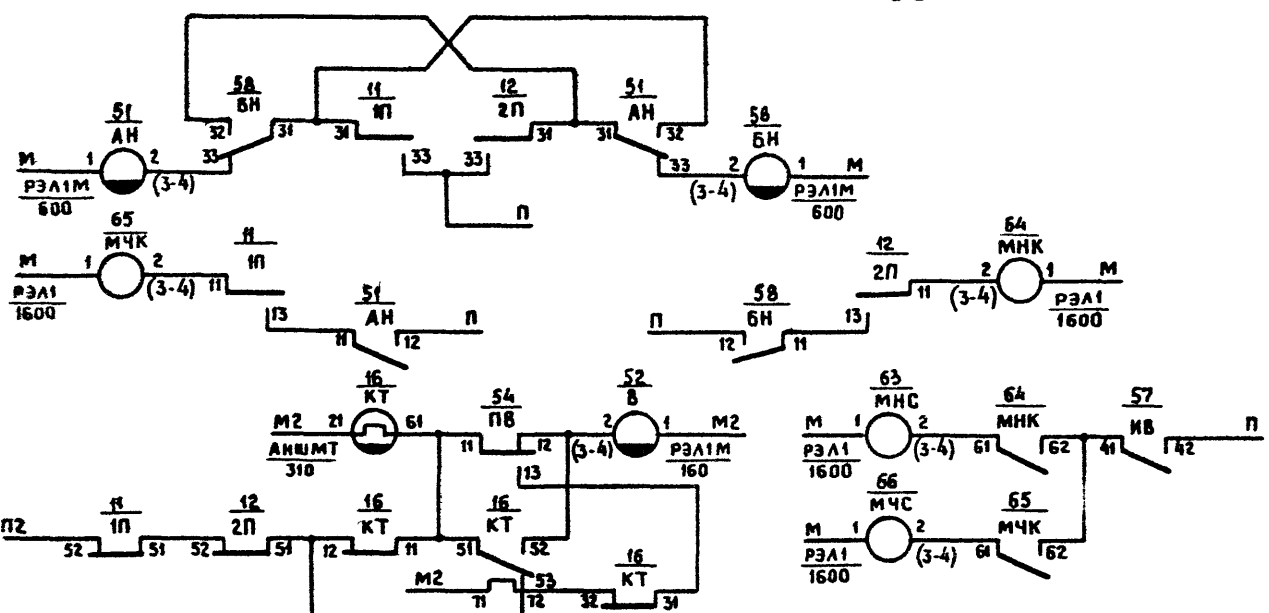 58 БН
11 1П
12 2П
51 АН
51 АН
58 БН
32 33 31 31 33 33 31 31 32 33
М 1 2 (3-4)
РЭЛ1М 600
2 (3-4) 1 М
РЭЛ1М 600
П
65 МЧК
11 1П
12 2П
64 МНК
М 1 2 (3-4) 11
РЭЛ1 1600
13
51 АН
11 12 П
58 БН
П 12 11 13
11 2 (3-4) 1 М
РЭЛ1 1600
16 КТ
54 ПВ
52 В
М2 21 61 11 12 13 2 (3-4) 1 М2
АНШМТ 310
РЭЛ1М 160
63 МНС
64 МНК
57 ИВ
М 1 2 (3-4) 61 62 41 42 П
РЭЛ1 1600
66 МЧС
65 МЧК
М 1 2 (3-4) 61 62
РЭЛ1 1600
11 1П
12 2П
16 КТ
16 КТ
П2 52 51 52 51 12 11 51 52 53
16 КТ
М2 71 72 32 31